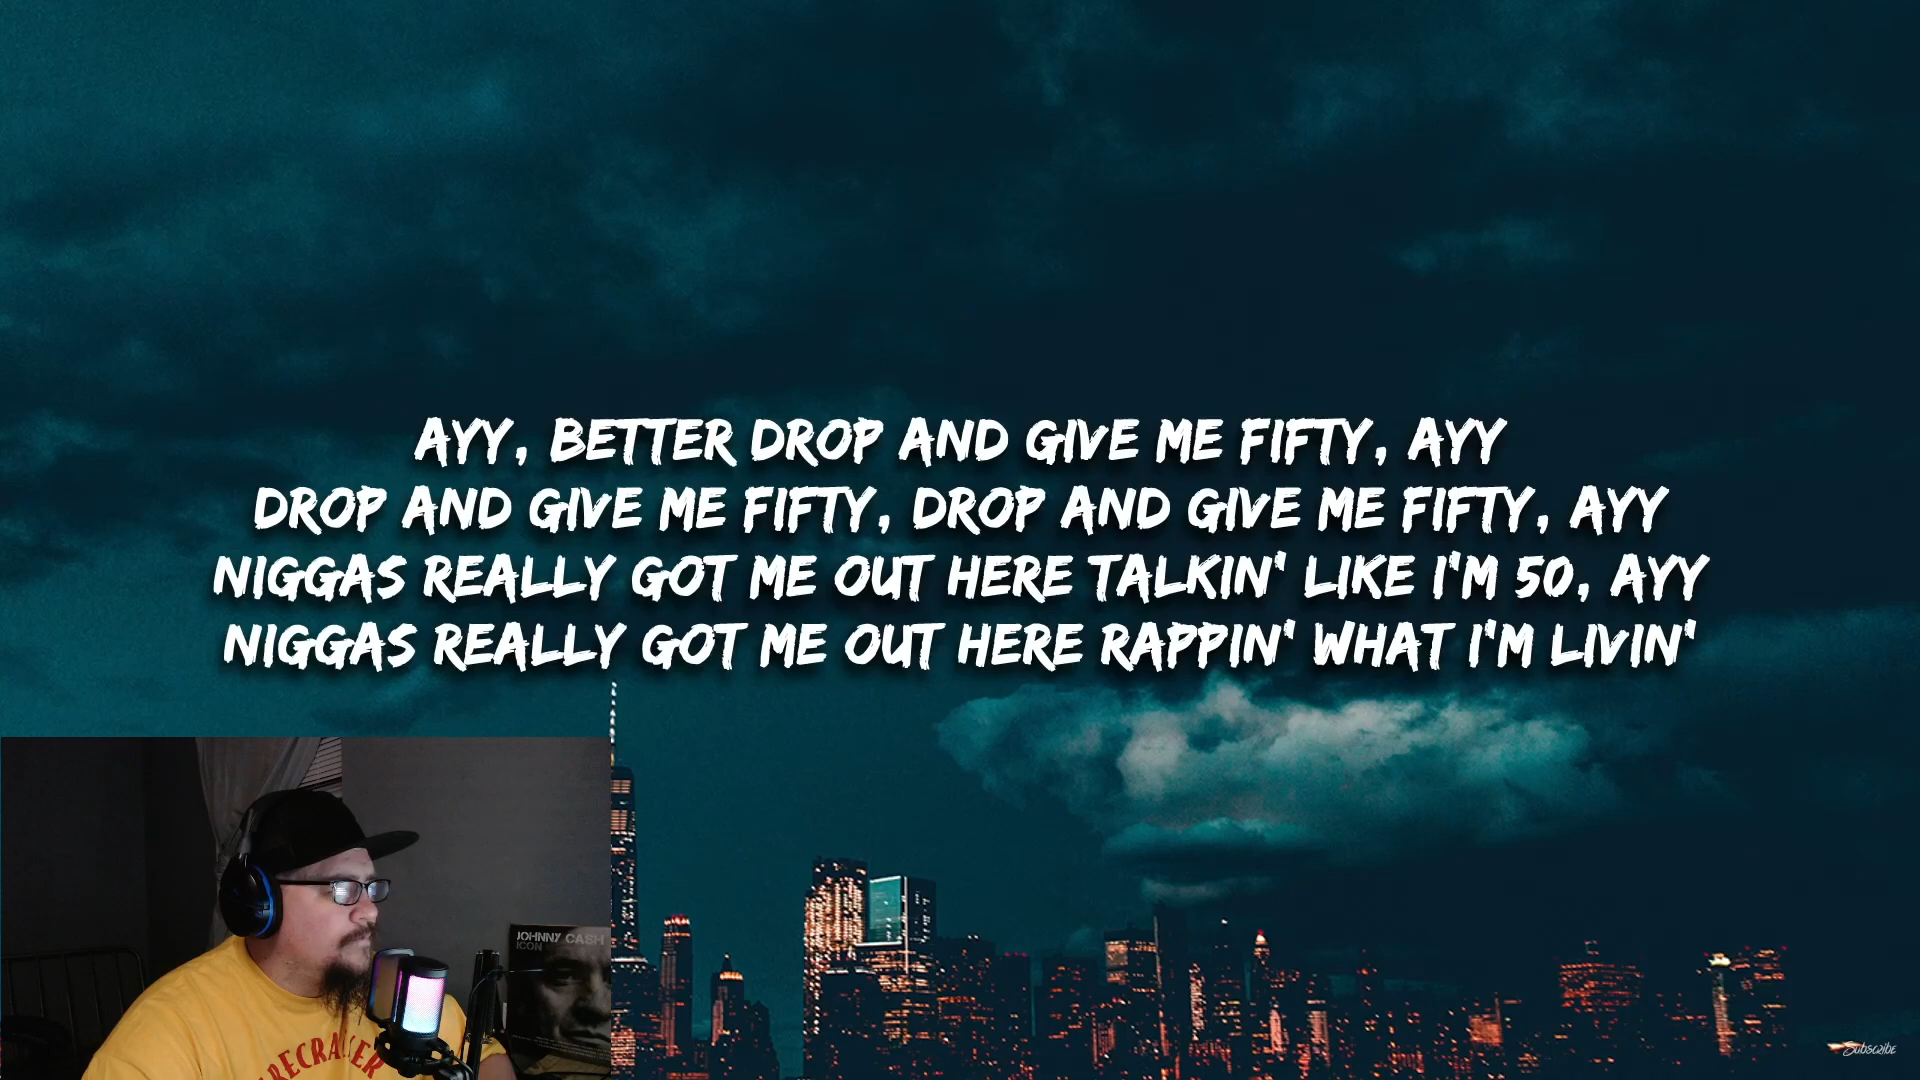 AYY, BETTER DROP AND GIVE ME FIFTY, AYY
DROP AND GIVE ME FIFTY, DROP AND GIVE ME FIFTY, AYY
NIGGAS REALLY GOT ME OUT HERE TALKIN' LIKE I'M 50, AYY
NIGGAS REALLY GOT ME OUT HERE RAPPIN' WHAT I'M LIVIN'
JOHNNY CASH
ICON
Subscribe